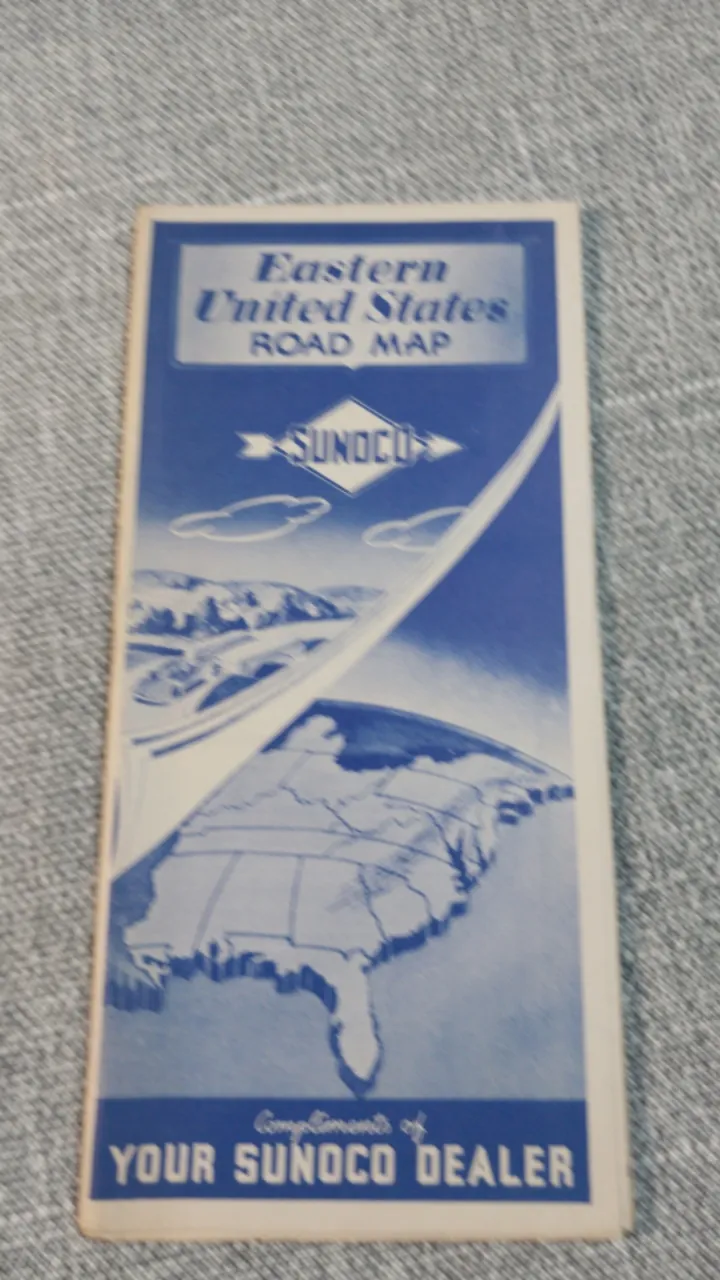 Eastern
United States
ROAD MAP
SUNOCO
Compliments of
YOUR SUNOCO DEALER